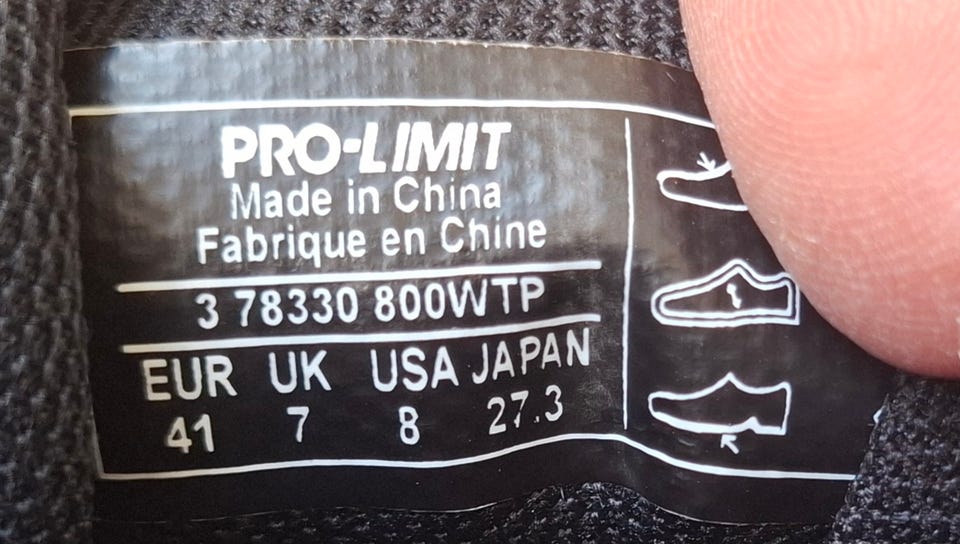 PRO-LIMIT
Made in China
Fabrique en Chine
3 78330 800WTP
EUR UK USA JAPAN
41 7 8 27.3